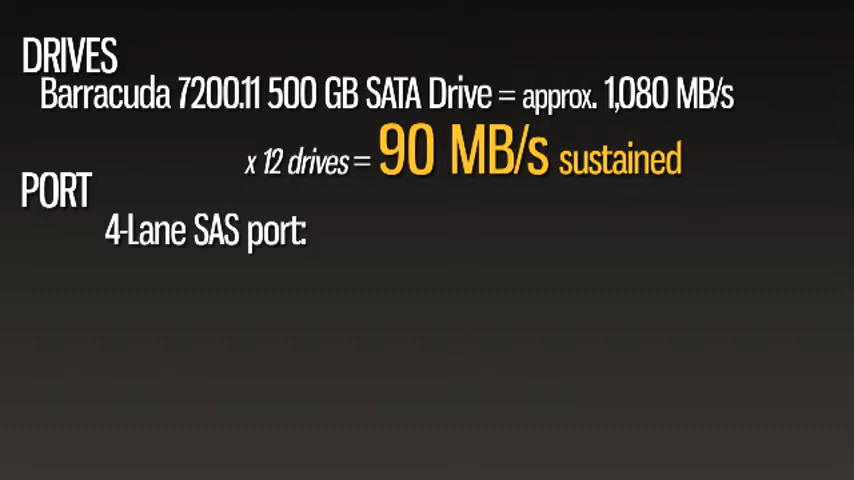 DRIVES
Barracuda 7200.11 500 GB SATA Drive = approx. 1,080 MB/s
x 12 drives = 90 MB/s sustained
PORT
4-Lane SAS port: